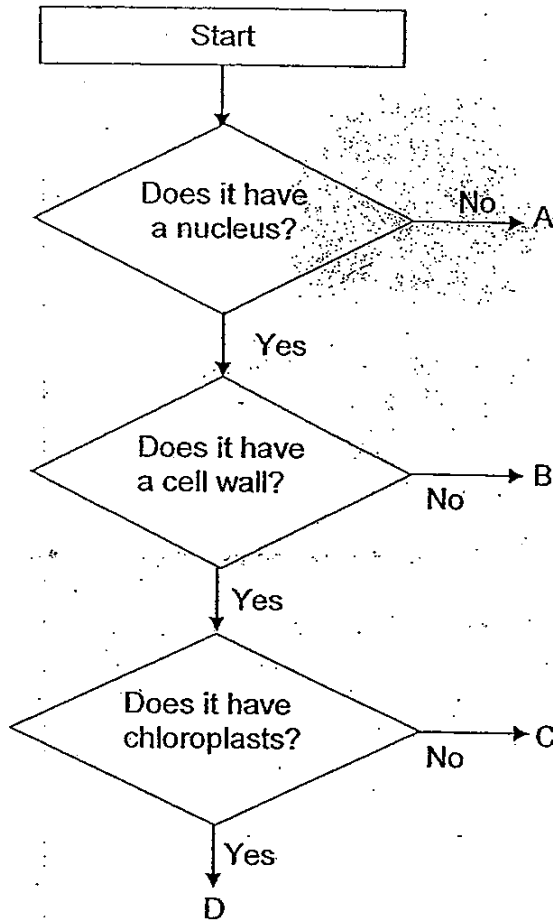 Start
Does it have
a nucleus?
No
A
Yes
Does it have
a cell wall?
No
B
Yes
Does it have
chloroplasts?
No
C
Yes
D